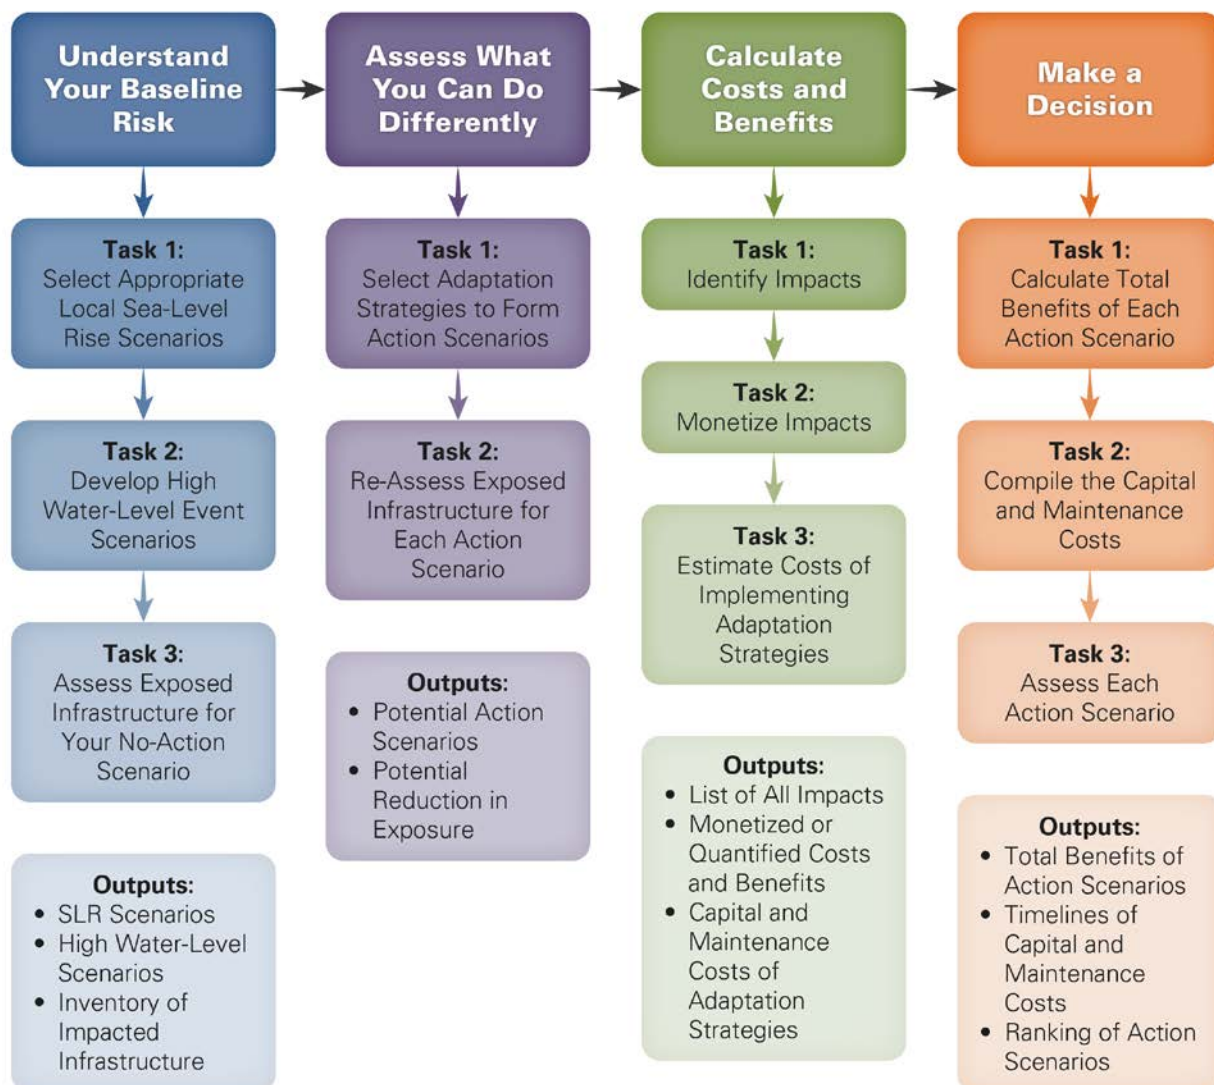 Understand
Your Baseline
Risk
Task 1:
Select Appropriate
Local Sea-Level
Rise Scenarios
Task 2:
Develop High
Water-Level Event
Scenarios
Task 3:
Assess Exposed
Infrastructure for
Your No-Action
Scenario
Outputs:
• SLR Scenarios
• High Water-Level
Scenarios
• Inventory of
Impacted
Infrastructure
Assess What
You Can Do
Differently
Task 1:
Select Adaptation
Strategies to Form
Action Scenarios
Task 2:
Re-Assess Exposed
Infrastructure for
Each Action
Scenario
Outputs:
• Potential Action
Scenarios
• Potential
Reduction in
Exposure
Calculate
Costs and
Benefits
Task 1:
Identify Impacts
Task 2:
Monetize Impacts
Task 3:
Estimate Costs of
Implementing
Adaptation
Strategies
Outputs:
• List of All Impacts
• Monetized or
Quantified Costs
and Benefits
• Capital and
Maintenance
Costs of
Adaptation
Strategies
Make a
Decision
Task 1:
Calculate Total
Benefits of Each
Action Scenario
Task 2:
Compile the Capital
and Maintenance
Costs
Task 3:
Assess Each
Action Scenario
Outputs:
• Total Benefits of
Action Scenarios
• Timelines of
Capital and
Maintenance
Costs
• Ranking of Action
Scenarios